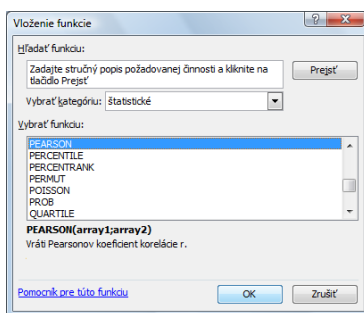 Vloženie funkcie
Hľadať funkciu:
Zadajte stručný popis požadovanej činnosti a kliknite na
tlačidlo Prejsť
Prejsť
Vybrať kategóriu: štatistické
Vybrať funkciu:
PEARSON
PERCENTILE
PERCENTRANK
PERMUT
POISSON
PROB
QUARTILE
PEARSON(array1;array2)
Vráti Pearsonov koeficient korelácie r.
Pomocník pre túto funkciu
OK
Zrušiť